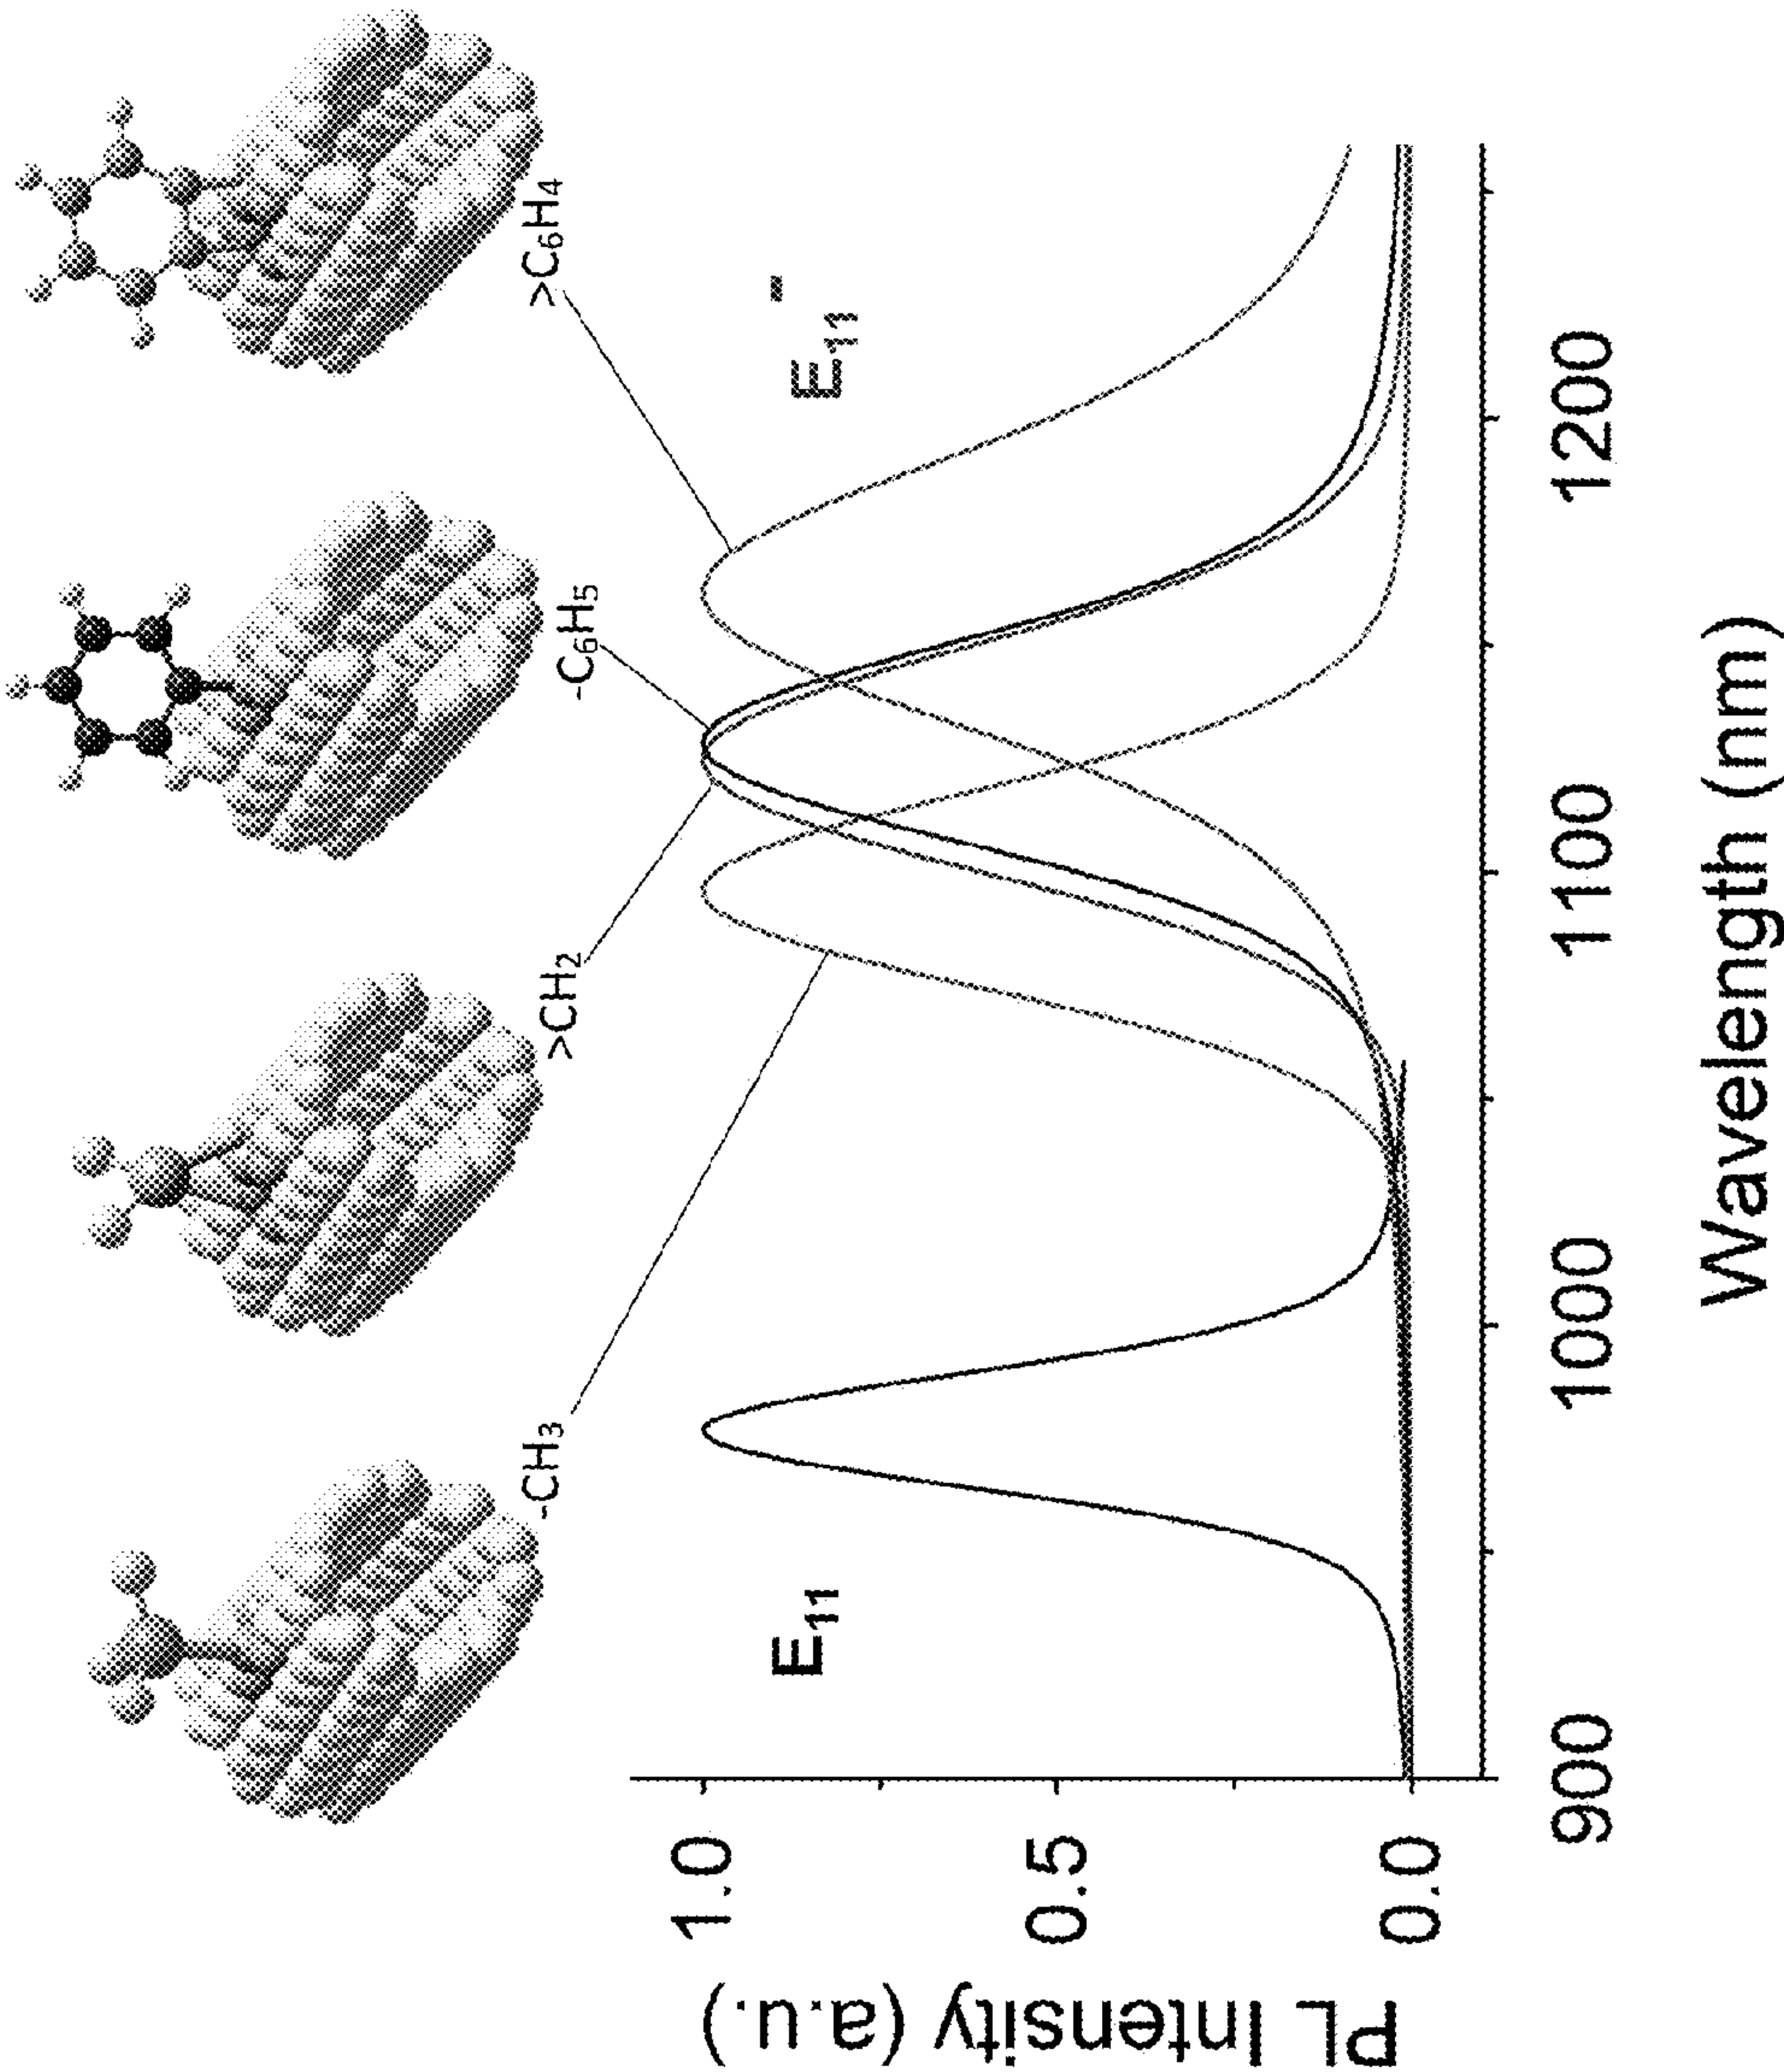 -CH₃
>CH₂
-C₆H₅
>C₆H₄
E₁₁
E₁₁⁻
PL Intensity (a.u.)
1.0
0.5
0.0
900
1000
1100
1200
Wavelength (nm)